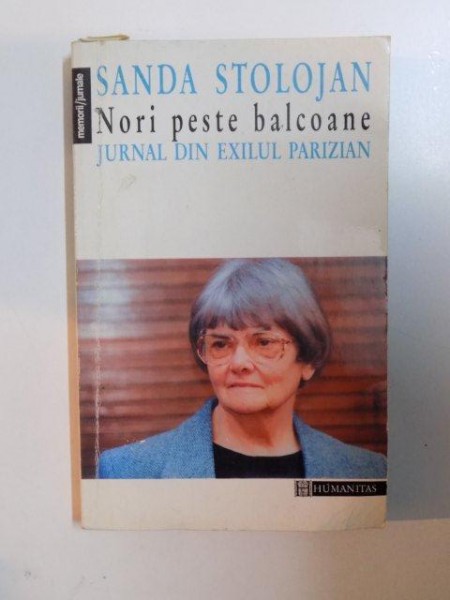 memorii/jurnale
SANDA STOLOJAN
Nori peste balcoane
JURNAL DIN EXILUL PARIZIAN
HUMANITAS